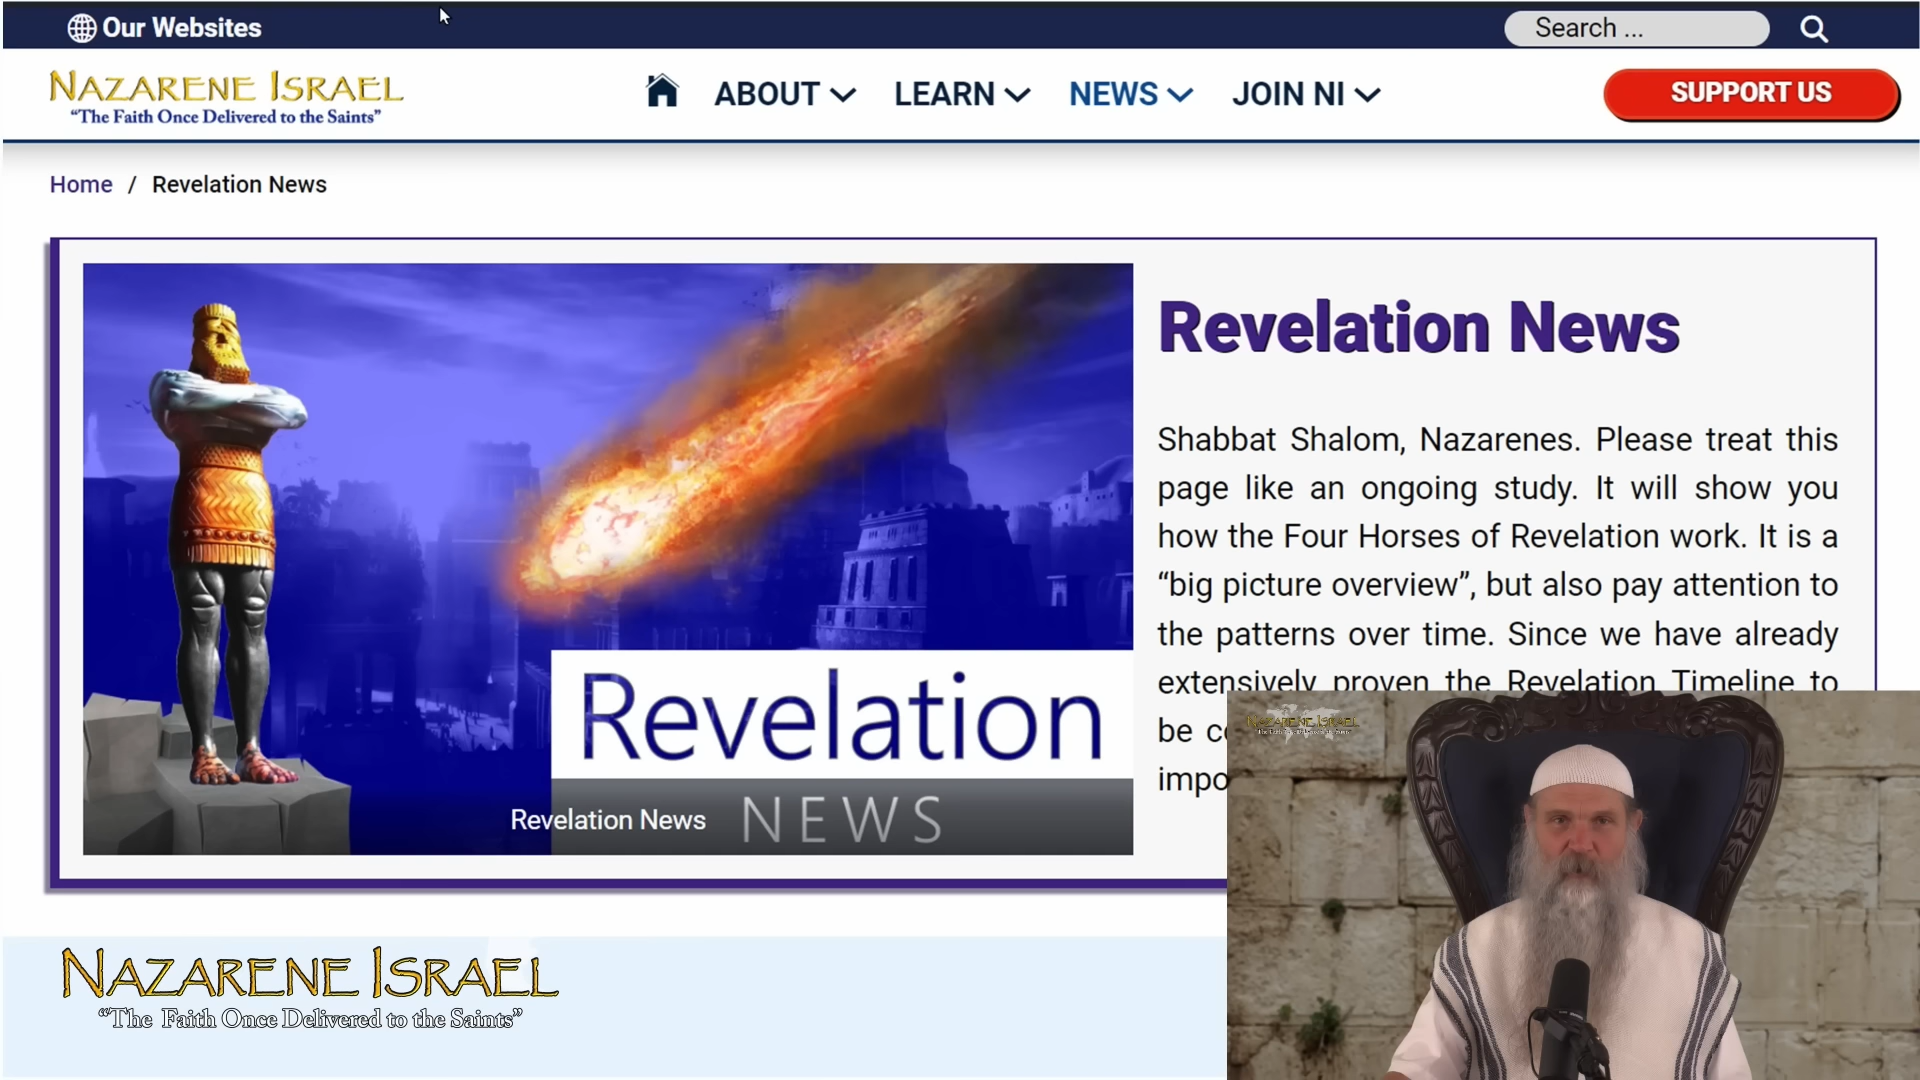 Our Websites
Search ...
NAZARENE ISRAEL
“The Faith Once Delivered to the Saints”
ABOUT
LEARN
NEWS
JOIN NI
SUPPORT US
Home / Revelation News
Revelation News
Shabbat Shalom, Nazarenes. Please treat this
page like an ongoing study. It will show you
how the Four Horses of Revelation work. It is a
“big picture overview”, but also pay attention to
the patterns over time. Since we have already
extensively proven the Revelation Timeline to
be
Revelation
NEWS
Revelation News
NAZARENE ISRAEL
NAZARENE ISRAEL
“The Faith Once Delivered to the Saints”